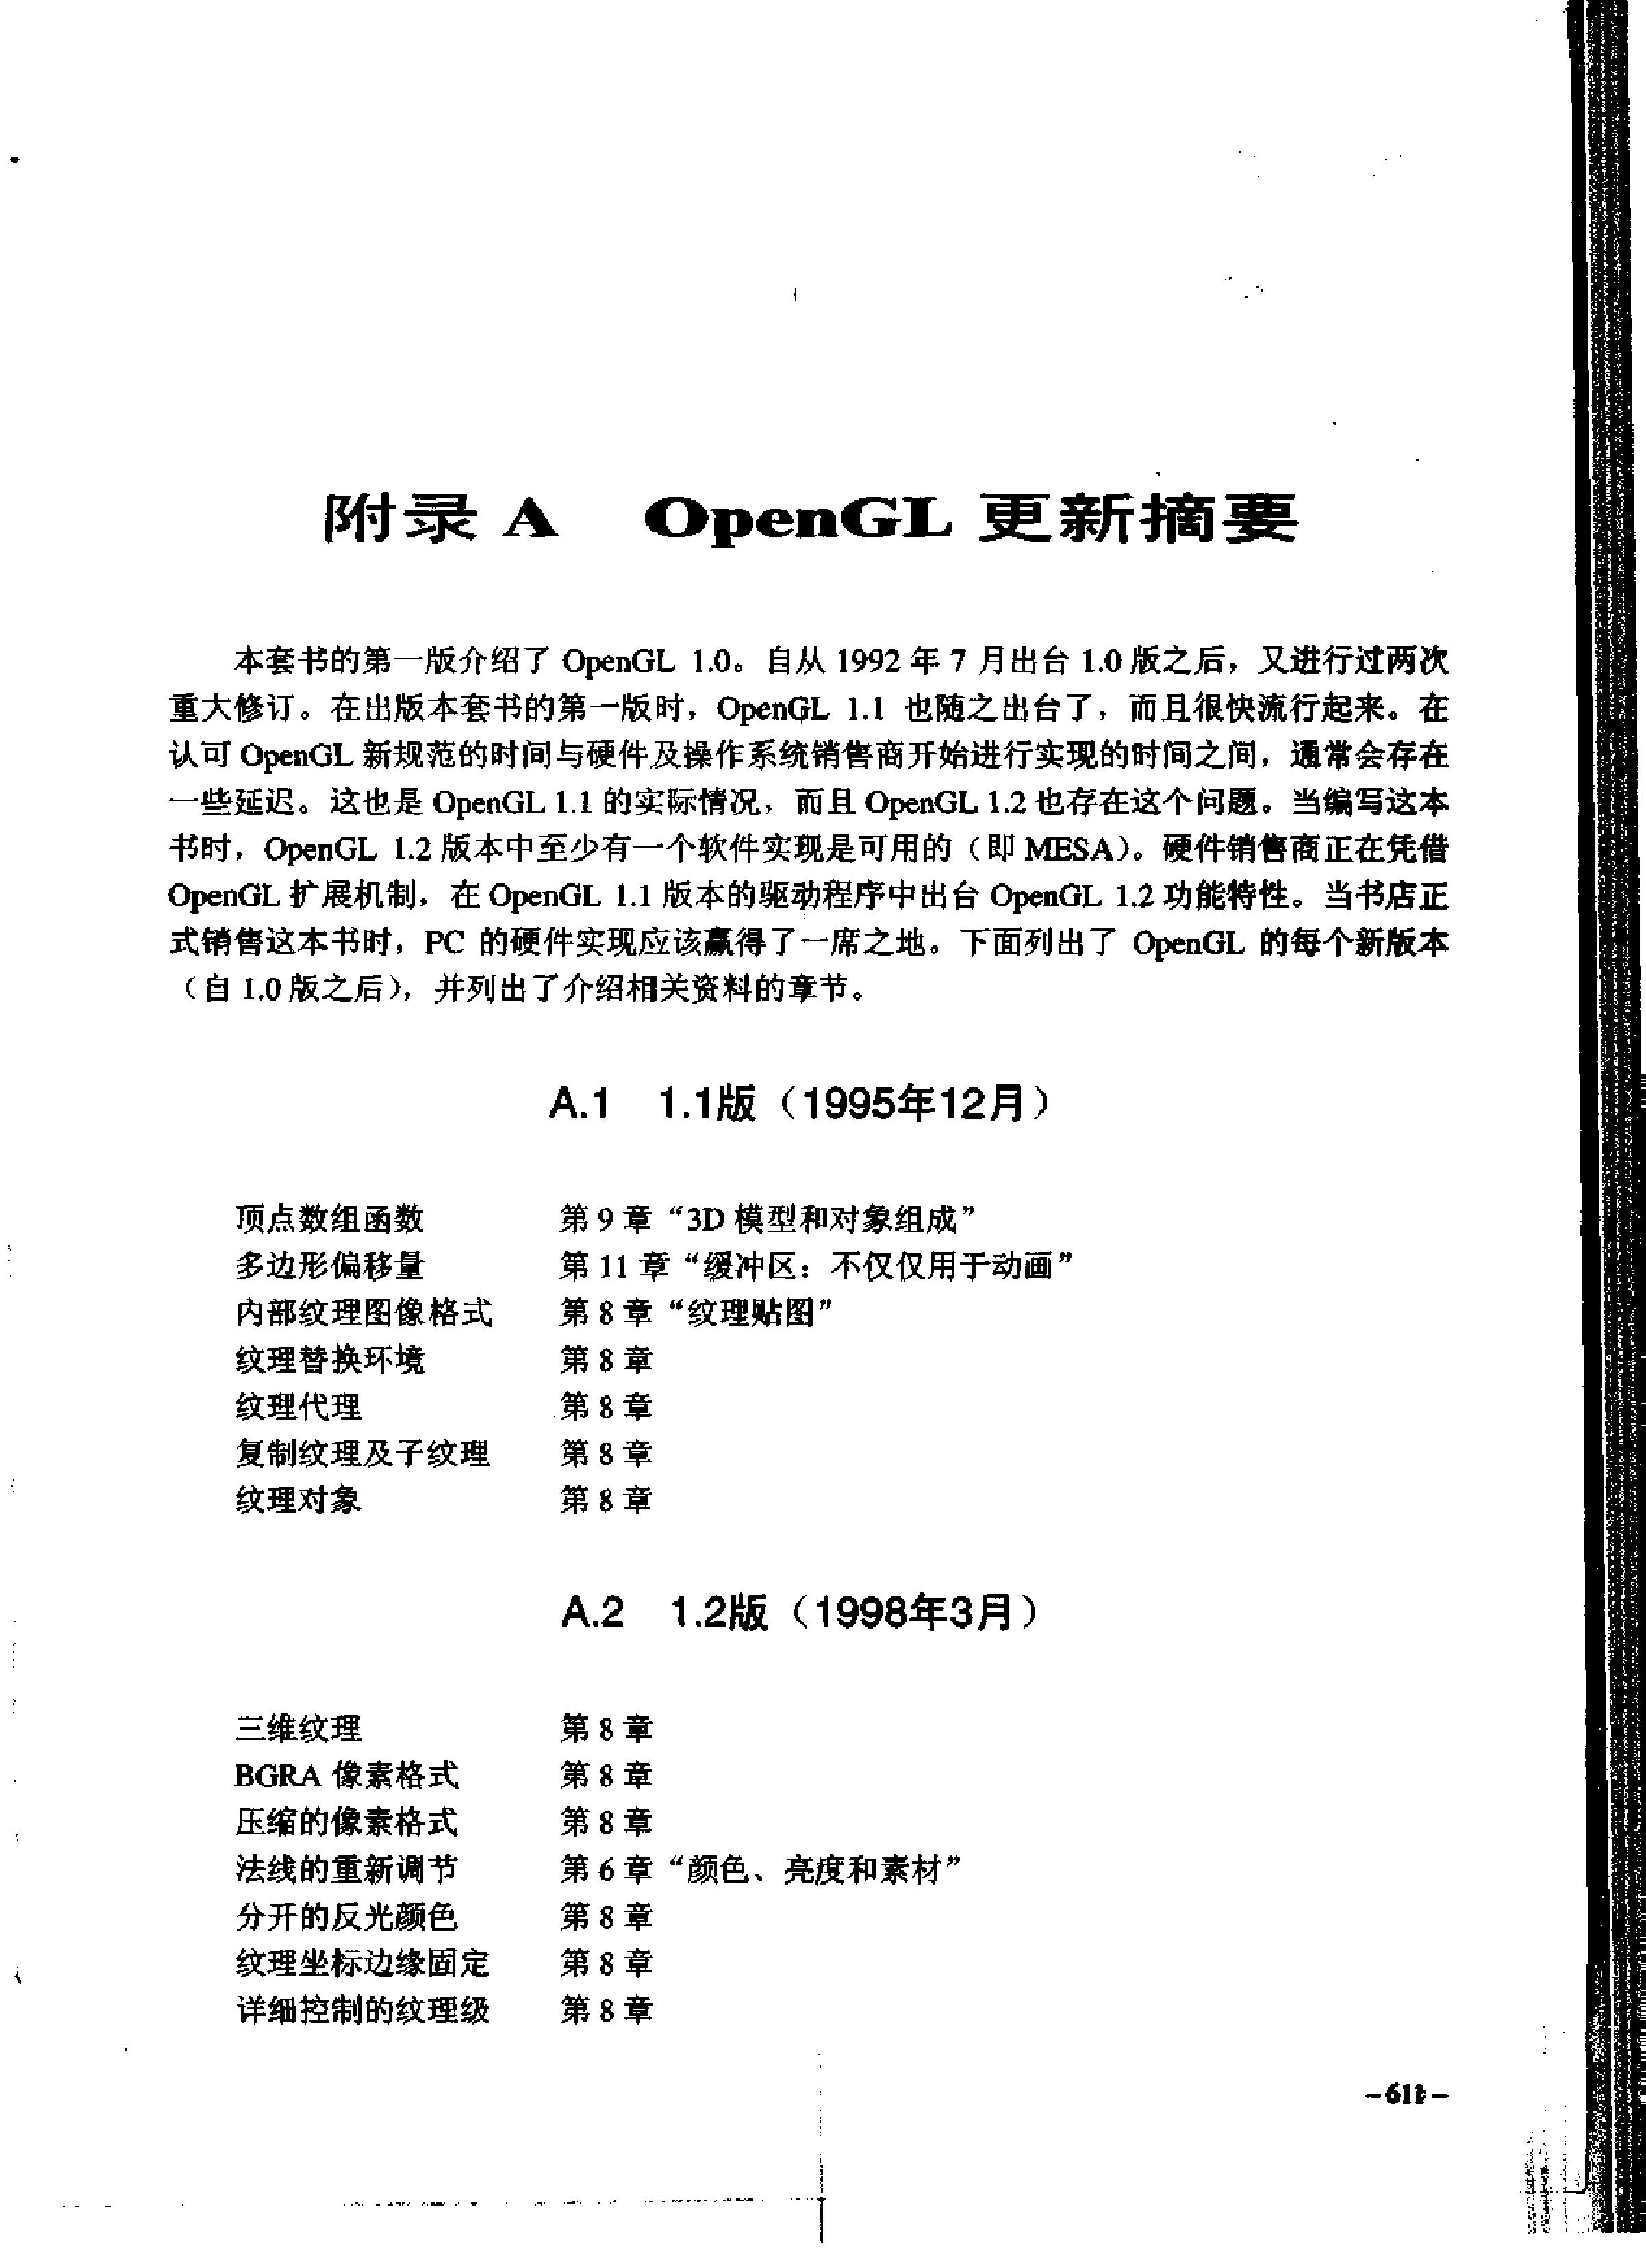 附录 A OpenGL 更新摘要
本套书的第一版介绍了 OpenGL 1.0。自从 1992 年 7 月出台 1.0 版之后，又进行过两次
重大修订。在出版本套书的第一版时，OpenGL 1.1 也随之出台了，而且很快流行起来。在
认可 OpenGL 新规范的时间与硬件及操作系统销售商开始进行实现的时间之间，通常会存在
一些延迟。这也是 OpenGL 1.1 的实际情况，而且 OpenGL 1.2 也存在这个问题。当编写这本
书时，OpenGL 1.2 版本中至少有一个软件实现是可用的（即 MESA）。硬件销售商正在凭借
OpenGL 扩展机制，在 OpenGL 1.1 版本的驱动程序中出台 OpenGL 1.2 功能特性。当书店正
式销售这本书时，PC 的硬件实现应该赢得了一席之地。下面列出了 OpenGL 的每个新版本
（自 1.0 版之后），并列出了介绍相关资料的章节。
A.1 1.1版（1995年12月）
顶点数组函数 第 9 章“3D 模型和对象组成”
多边形偏移量 第 11 章“缓冲区：不仅仅用于动画”
内部纹理图像格式 第 8 章“纹理贴图”
纹理替换环境 第 8 章
纹理代理 第 8 章
复制纹理及子纹理 第 8 章
纹理对象 第 8 章
A.2 1.2版（1998年3月）
三维纹理 第 8 章
BGRA 像素格式 第 8 章
压缩的像素格式 第 8 章
法线的重新调节 第 6 章“颜色、亮度和素材”
分开的反光颜色 第 8 章
纹理坐标边缘固定 第 8 章
详细控制的纹理级 第 8 章
－611－